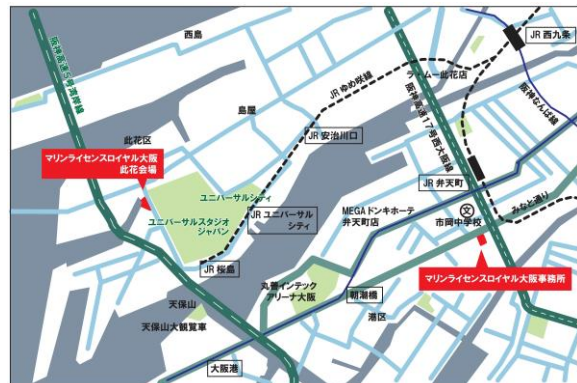 西島
JR 西九条
阪神高速5号湾岸線
JR ゆめ咲線
ライムー此花店
島屋
阪神高速17号西大阪線
阪神なんば線
此花区
JR 安治川口
マリンライセンスロイヤル大阪
此花会場
JR 弁天町
みなと通り
ユニバーサルシティ
MEGAドンキホーテ
弁天町店
文
市岡中学校
ユニバーサルスタジオ
ジャパン
JR ユニバーサル
シティ
マリンライセンスロイヤル大阪事務所
JR 桜島
丸善インテック
アリーナ大阪
朝潮橋
天保山
港区
天保山大観覧車
大阪港